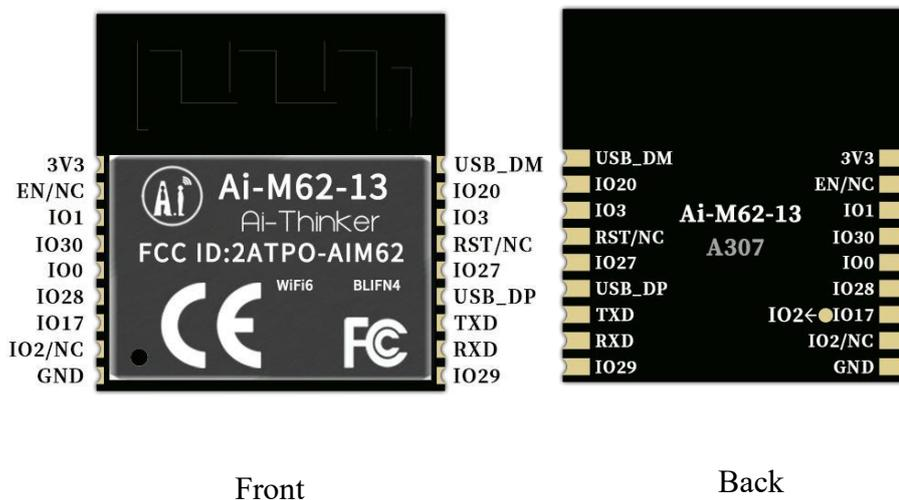 3V3
EN/NC
IO1
IO30
IO0
IO28
IO17
IO2/NC
GND
Ai
Ai-M62-13
Ai-Thinker
FCC ID:2ATPO-AIM62
CE
WiFi6
BLIFN4
FC
USB_DM
IO20
IO3
RST/NC
IO27
USB_DP
TXD
RXD
IO29
Front
USB_DM
IO20
IO3
RST/NC
IO27
USB_DP
TXD
RXD
IO29
Ai-M62-13
A307
3V3
EN/NC
IO1
IO30
IO0
IO28
IO2←IO17
IO2/NC
GND
Back